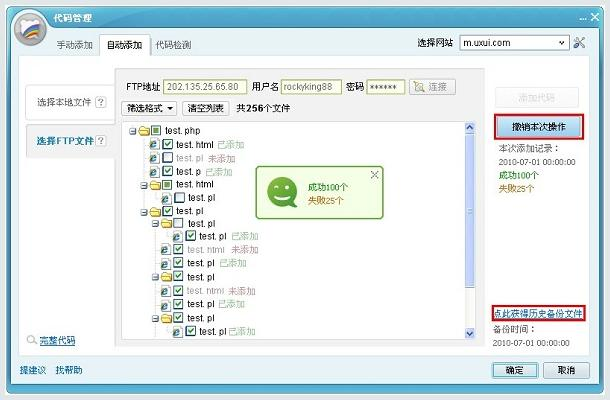 代码管理
手动添加 自动添加 代码检测
选择网站 m.uxui.com
选择本地文件 ?
选择FTP文件 ?
FTP地址 202.135.25.65.80 用户名 rockyking88 密码 ****** 连接
筛选格式 清空列表 共256个文件
test. php
test. html 已添加
test. pl 未添加
test. p 已添加
test. html
test. pl
test. pl
test. pl
test. pl 已添加
test. html 未添加
test. pl 已添加
test. pl
test. html 未添加
test. pl 已添加
test. pl
test. pl 已添加
成功100个
失败25个
添加代码
撤销本次操作
本次添加记录：
2010-07-01 00:00:00
成功100个
失败25个
点此获得历史备份文件
备份时间：
2010-07-01 00:00:00
完整代码
提建议 找帮助
确定 取消